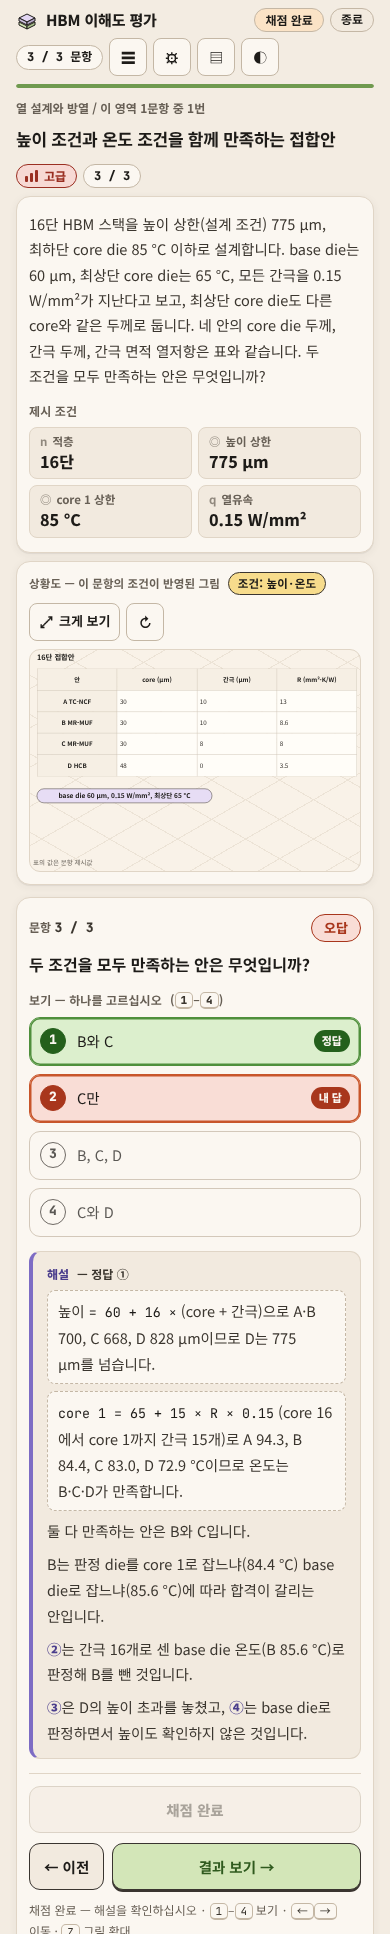 HBM 이해도 평가
채점 완료
종료
3 / 3 문항
열 설계와 방열 / 이 영역 1문항 중 1번
높이 조건과 온도 조건을 함께 만족하는 접합안
고급
3 / 3
16단 HBM 스택을 높이 상한(설계 조건) 775 μm,
최하단 core die 85 °C 이하로 설계합니다. base die는
60 μm, 최상단 core die는 65 °C, 모든 간극을 0.15
W/mm²가 지난다고 보고, 최상단 core die도 다른
core와 같은 두께로 둡니다. 네 안의 core die 두께,
간극 두께, 간극 면적 열저항은 표와 같습니다. 두
조건을 모두 만족하는 안은 무엇입니까?
제시 조건
n 적층
16단
◎ 높이 상한
775 μm
◎ core 1 상한
85 °C
q 열유속
0.15 W/mm²
상황도 — 이 문항의 조건이 반영된 그림
조건: 높이·온도
크게 보기
16단 접합안
안 core (μm) 간극 (μm) R (mm²·K/W)
A TC-NCF 30 10 13
B MR-MUF 30 10 8.6
C MR-MUF 30 8 8
D HCB 48 0 3.5
base die 60 μm, 0.15 W/mm², 최상단 65 °C
표의 값은 문항 제시값
문항 3 / 3
오답
두 조건을 모두 만족하는 안은 무엇입니까?
보기 — 하나를 고르십시오 (1–4)
1 B와 C 정답
2 C만 내 답
3 B, C, D
4 C와 D
해설 — 정답 ①
높이 = 60 + 16 × (core + 간극)으로 A·B
700, C 668, D 828 μm이므로 D는 775
μm를 넘습니다.
core 1 = 65 + 15 × R × 0.15 (core 16
에서 core 1까지 간극 15개)로 A 94.3, B
84.4, C 83.0, D 72.9 °C이므로 온도는
B·C·D가 만족합니다.
둘 다 만족하는 안은 B와 C입니다.
B는 판정 die를 core 1로 잡느냐(84.4 °C) base
die로 잡느냐(85.6 °C)에 따라 합격이 갈리는
안입니다.
②는 간극 16개로 센 base die 온도(B 85.6 °C)로
판정해 B를 뺀 것입니다.
③은 D의 높이 초과를 놓쳤고, ④는 base die로
판정하면서 높이도 확인하지 않은 것입니다.
채점 완료
← 이전
결과 보기 →
채점 완료 — 해설을 확인하십시오 · 1–4 보기 · ← →
이동 · Z 그림 확대